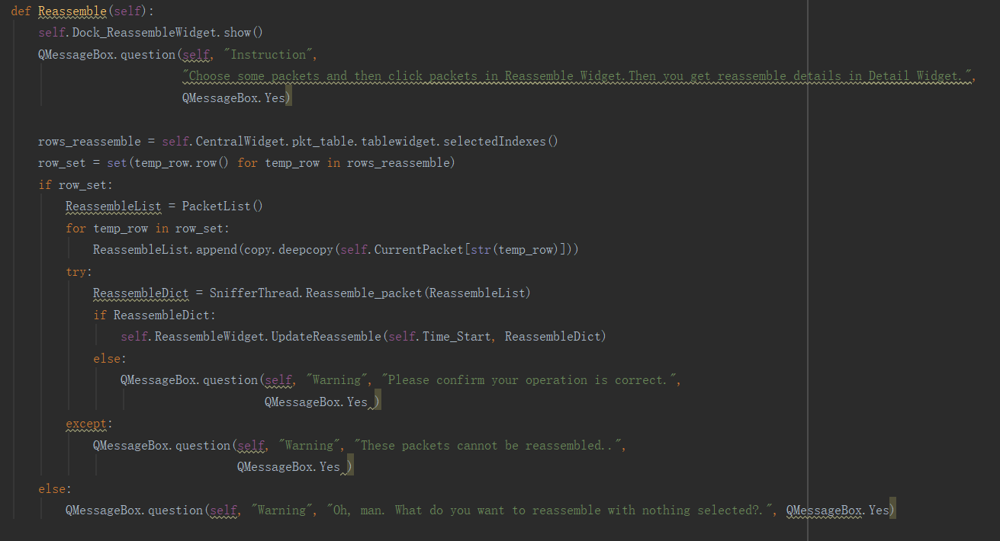 def Reassemble(self):
    self.Dock_ReassembleWidget.show()
    QMessageBox.question(self, "Instruction",
                         "Choose some packets and then click packets in Reassemble Widget.Then you get reassemble details in Detail Widget.",
                         QMessageBox.Yes)
    rows_reassemble = self.CentralWidget.pkt_table.tablewidget.selectedIndexes()
    row_set = set(temp_row.row() for temp_row in rows_reassemble)
    if row_set:
        ReassembleList = PacketList()
        for temp_row in row_set:
            ReassembleList.append(copy.deepcopy(self.CurrentPacket[str(temp_row)]))
        try:
            ReassembleDict = SnifferThread.Reassemble_packet(ReassembleList)
            if ReassembleDict:
                self.ReassembleWidget.UpdateReassemble(self.Time_Start, ReassembleDict)
            else:
                QMessageBox.question(self, "Warning", "Please confirm your operation is correct.",
                                     QMessageBox.Yes )
        except:
            QMessageBox.question(self, "Warning", "These packets cannot be reassembled..",
                                 QMessageBox.Yes )
    else:
        QMessageBox.question(self, "Warning", "Oh, man. What do you want to reassemble with nothing selected?.", QMessageBox.Yes)